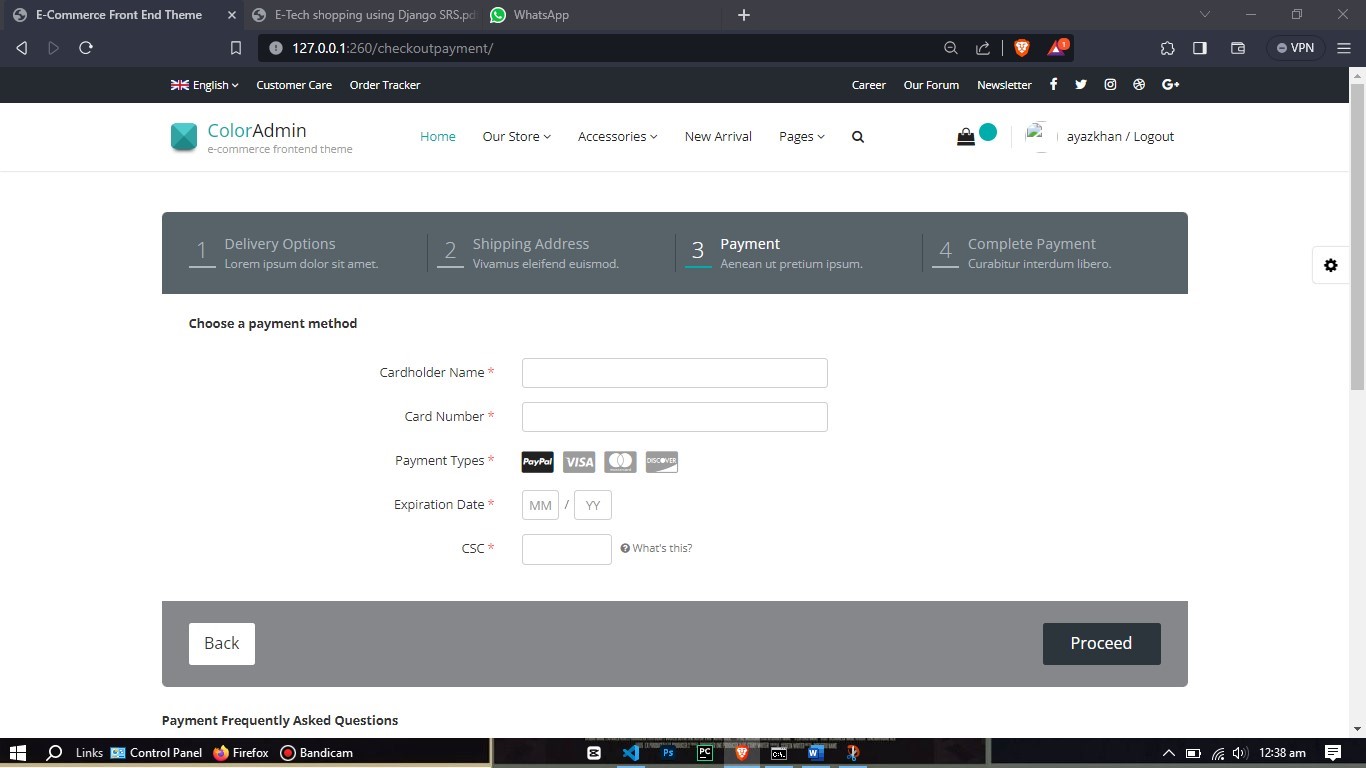 E-Commerce Front End Theme
E-Tech shopping using Django SRS.pd
WhatsApp
127.0.0.1:260/checkoutpayment/
1
VPN
English
Customer Care
Order Tracker
Career
Our Forum
Newsletter
ColorAdmin
e-commerce frontend theme
Home
Our Store
Accessories
New Arrival
Pages
ayazkhan / Logout
1
Delivery Options
Lorem ipsum dolor sit amet.
2
Shipping Address
Vivamus eleifend euismod.
3
Payment
Aenean ut pretium ipsum.
4
Complete Payment
Curabitur interdum libero.
Choose a payment method
Cardholder Name *
Card Number *
Payment Types *
PayPal
VISA
DISCOVER
Expiration Date *
MM / YY
CSC *
What's this?
Back
Proceed
Payment Frequently Asked Questions
Links
Control Panel
Firefox
Bandicam
Ps
PC
12:38 am